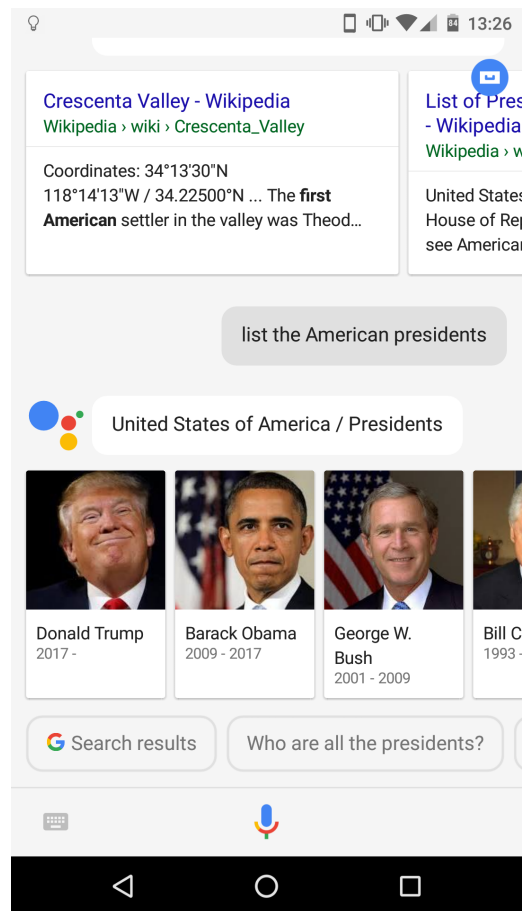 84 13:26
Crescenta Valley - Wikipedia
Wikipedia › wiki › Crescenta_Valley
Coordinates: 34°13'30"N
118°14'13"W / 34.22500°N ... The first
American settler in the valley was Theod...
List of Pres
- Wikipedia
Wikipedia › w
United States
House of Rep
see American
list the American presidents
United States of America / Presidents
Donald Trump
2017 -
Barack Obama
2009 - 2017
George W.
Bush
2001 - 2009
Bill C
1993 -
Search results
Who are all the presidents?